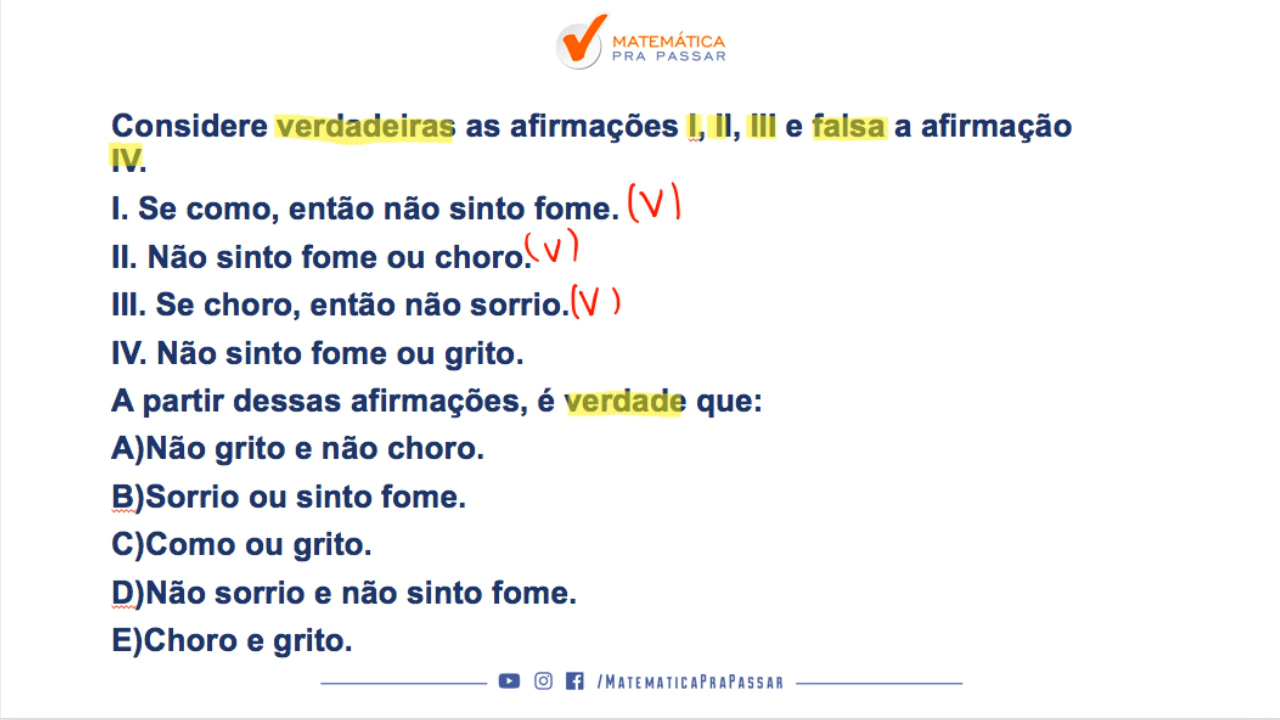 MATEMÁTICA
PRA PASSAR
Considere verdadeiras as afirmações I, II, III e falsa a afirmação
IV.
I. Se como, então não sinto fome. (V)
II. Não sinto fome ou choro. (V)
III. Se choro, então não sorrio. (V)
IV. Não sinto fome ou grito.
A partir dessas afirmações, é verdade que:
A)Não grito e não choro.
B)Sorrio ou sinto fome.
C)Como ou grito.
D)Não sorrio e não sinto fome.
E)Choro e grito.
/MATEMATICAPRAPASSAR